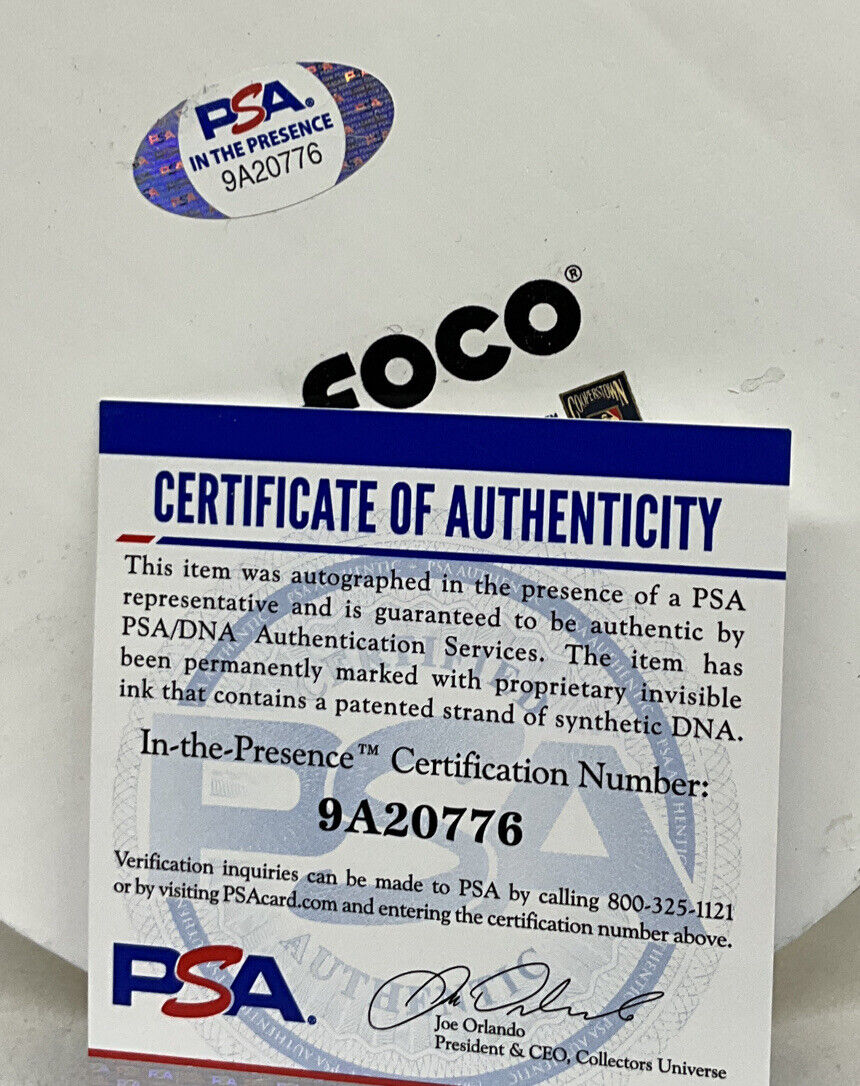 PSA®
IN THE PRESENCE
9A20776
FOCO®
COOPERSTOWN
CERTIFICATE OF AUTHENTICITY
This item was autographed in the presence of a PSA
representative and is guaranteed to be authentic by
PSA/DNA Authentication Services. The item has
been permanently marked with proprietary invisible
ink that contains a patented strand of synthetic DNA.
In-the-Presence™ Certification Number:
9A20776
Verification inquiries can be made to PSA by calling 800-325-1121
or by visiting PSAcard.com and entering the certification number above.
CERTIFIED
PSA
AUTHENTIC
PSA.
Joe Orlando
President & CEO, Collectors Universe